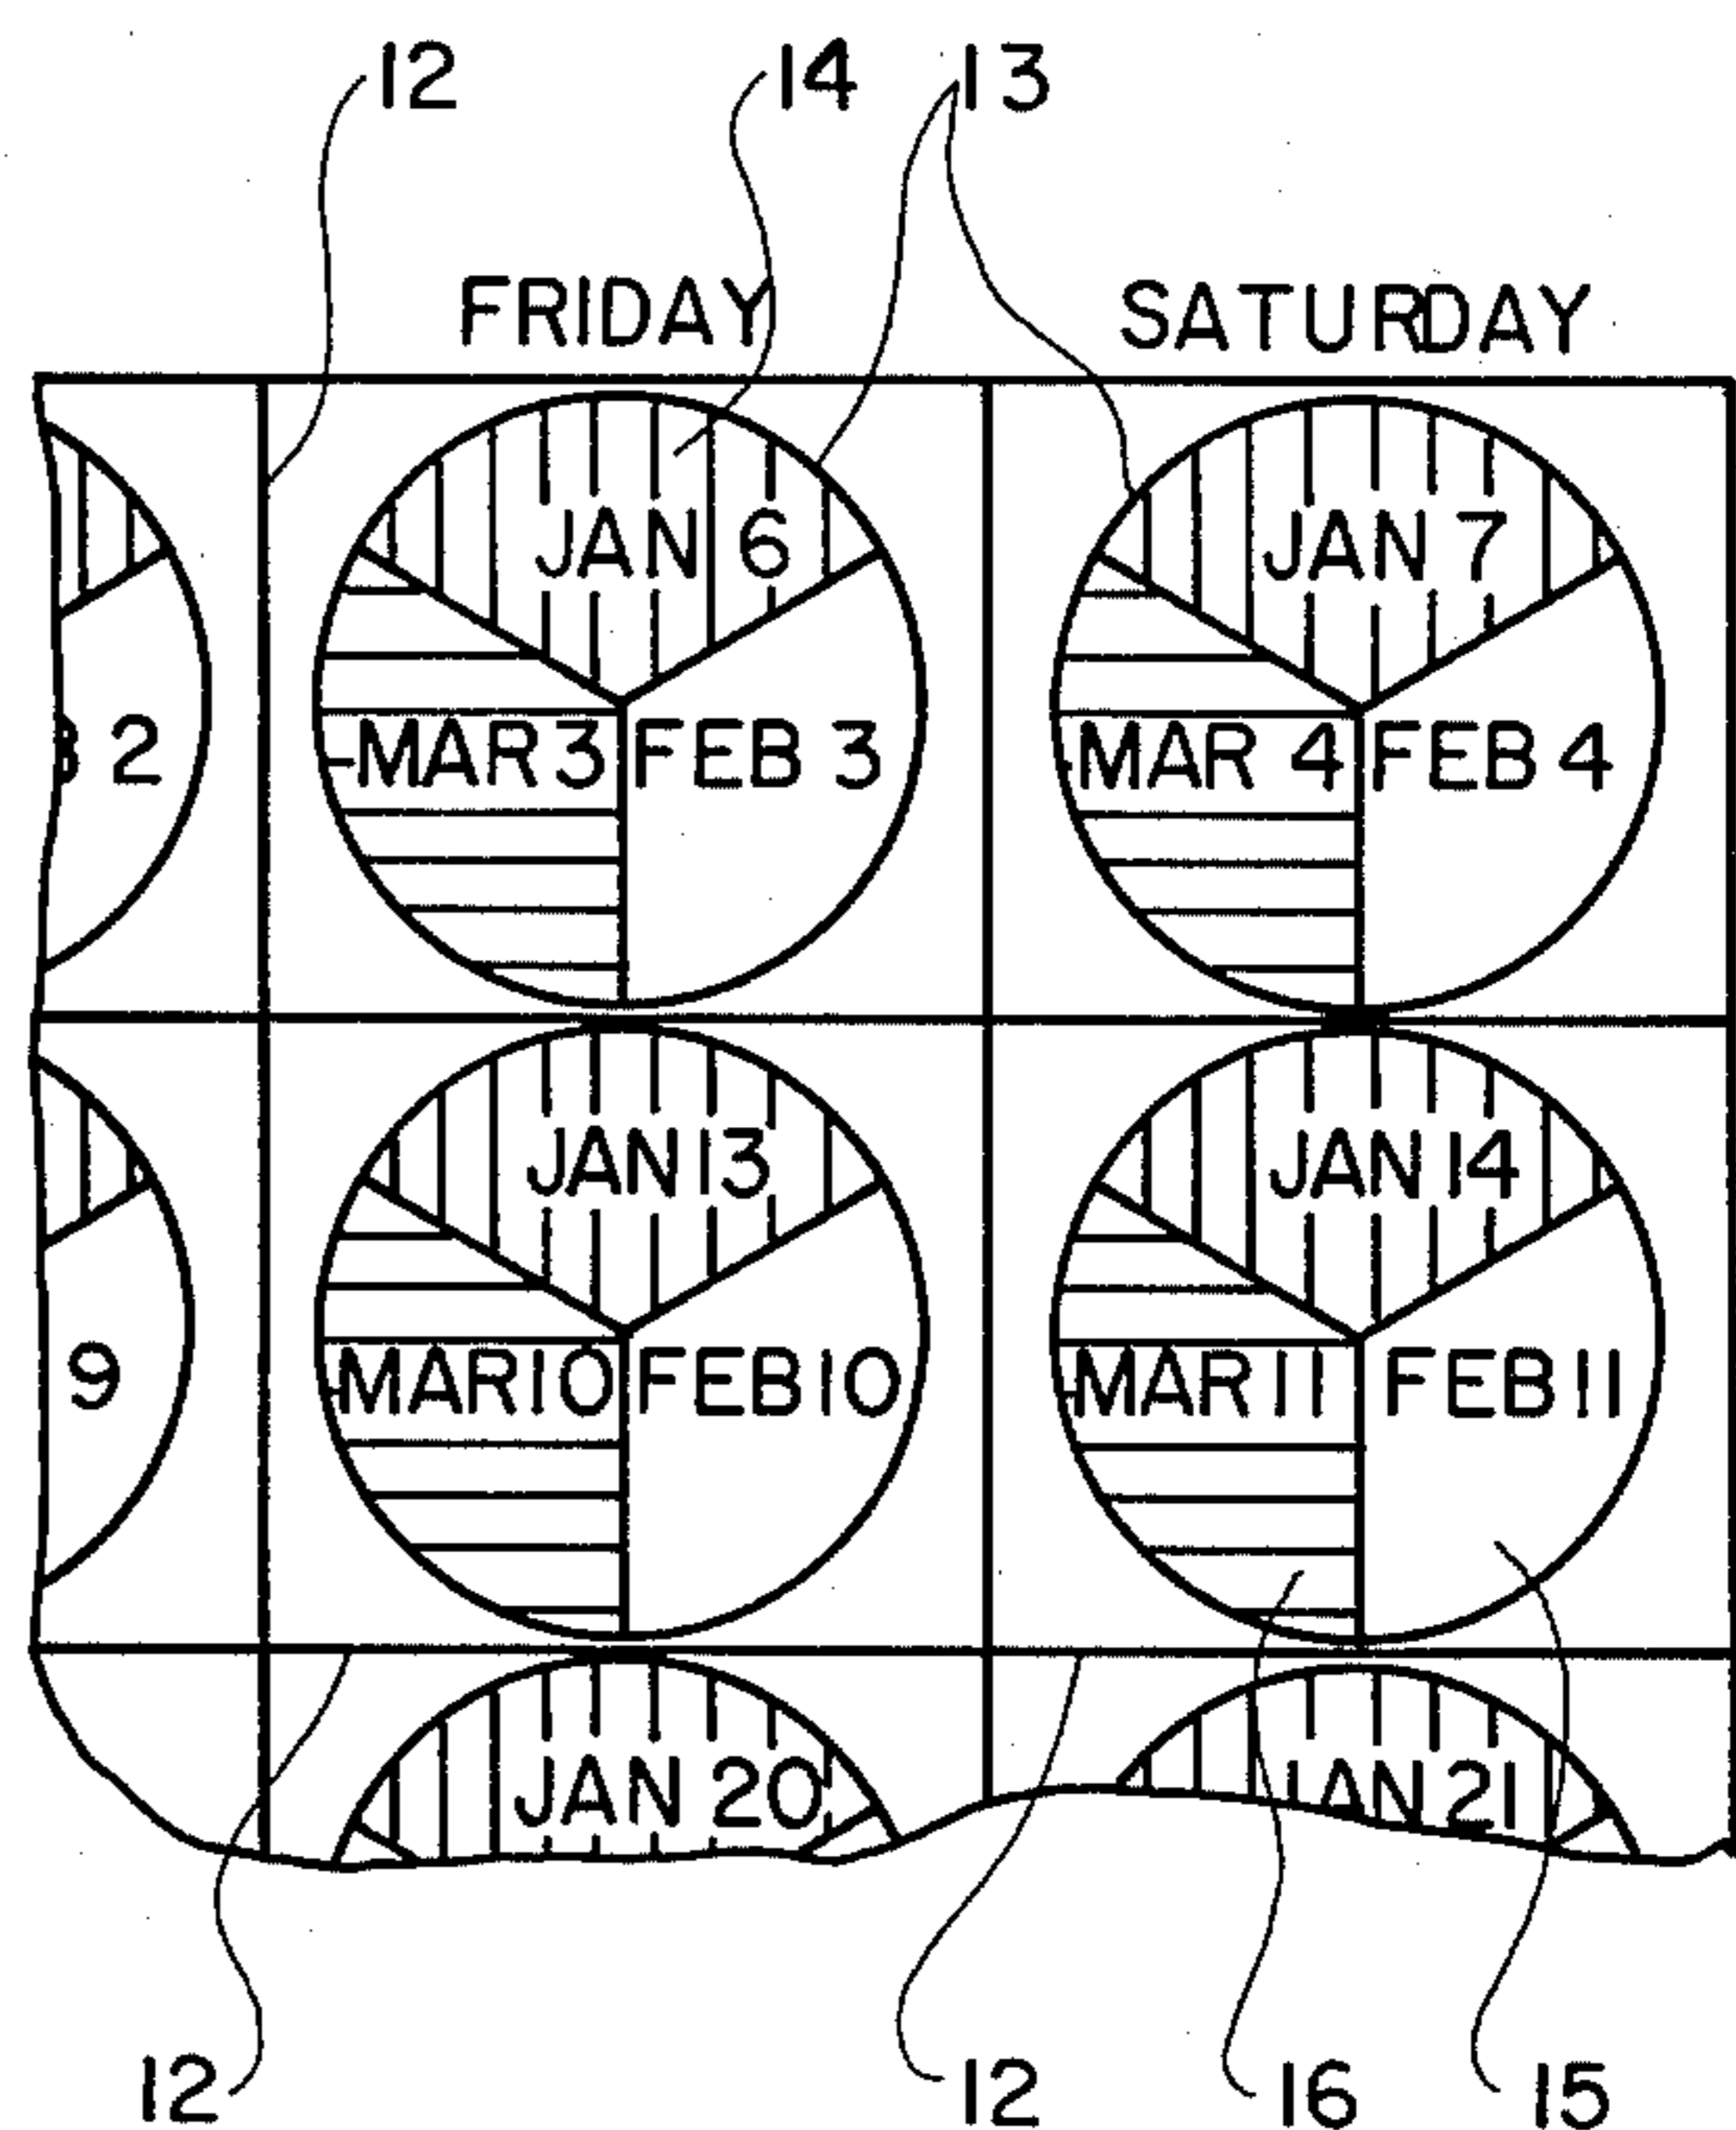 12 14 13
FRIDAY SATURDAY
JAN 6 JAN 7
2 MAR 3 FEB 3 MAR 4 FEB 4
JAN 13 JAN 14
9 MAR 10 FEB 10 MAR 11 FEB 11
JAN 20 JAN 21
12 12 16 15